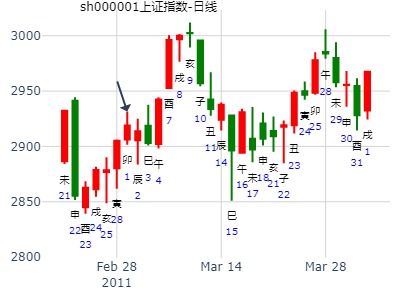 sh000001上证指数-日线
3000
2950
2900
2850
2800
未
21
申
22
酉
23
戌
24
亥
25
寅
28
卯
1
辰
2
巳
3
午
4
酉
7
戌
8
亥
9
子
10
丑
11
辰
14
巳
15
午
16
未
17
申
18
酉
21
子
22
丑
23
寅
24
卯
25
午
28
未
29
申
30
酉
31
戌
1
Feb 28
2011
Mar 14
Mar 28